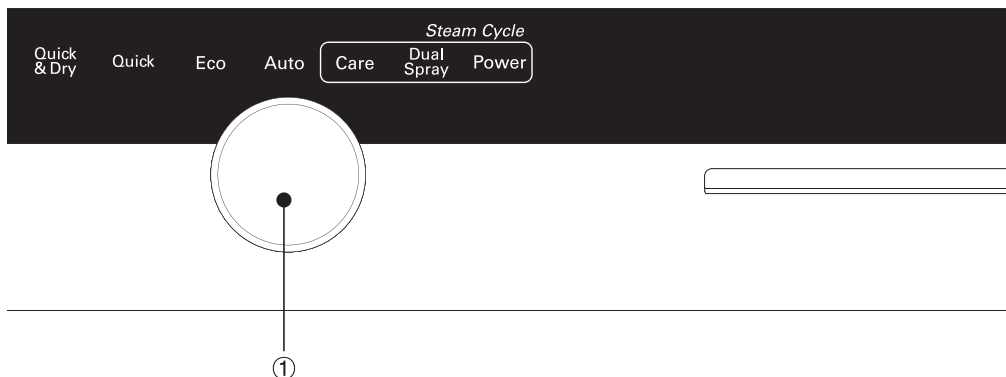 Steam Cycle
Quick
& Dry
Quick
Eco
Auto
Care
Dual
Spray
Power
①